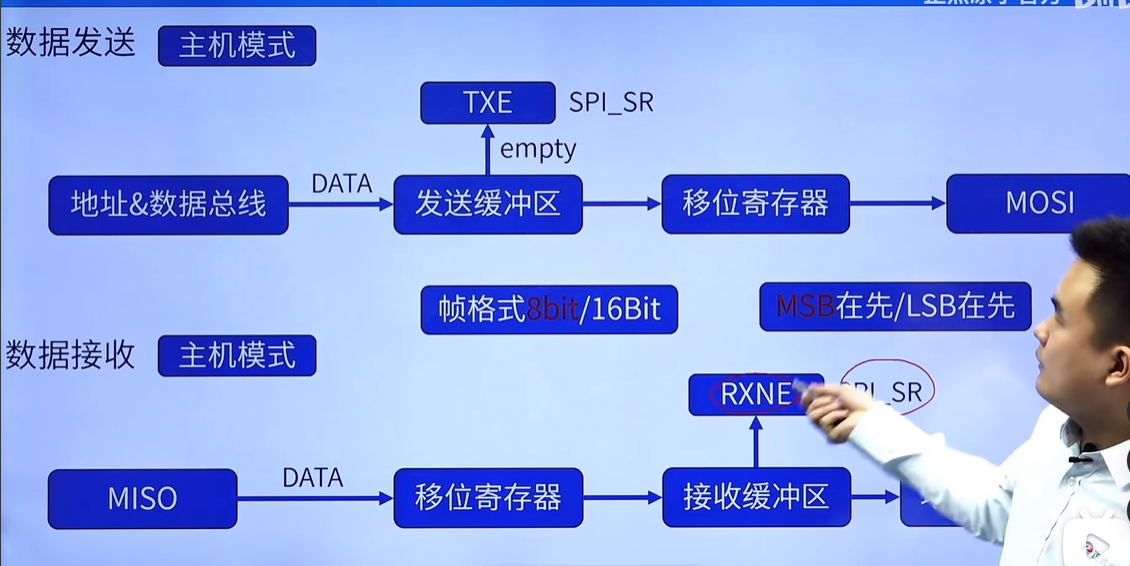 数据发送 主机模式
TXE SPI_SR
empty
地址&数据总线 DATA 发送缓冲区 移位寄存器 MOSI
帧格式8bit/16Bit MSB在先/LSB在先
数据接收 主机模式
RXNE SPI_SR
MISO DATA 移位寄存器 接收缓冲区